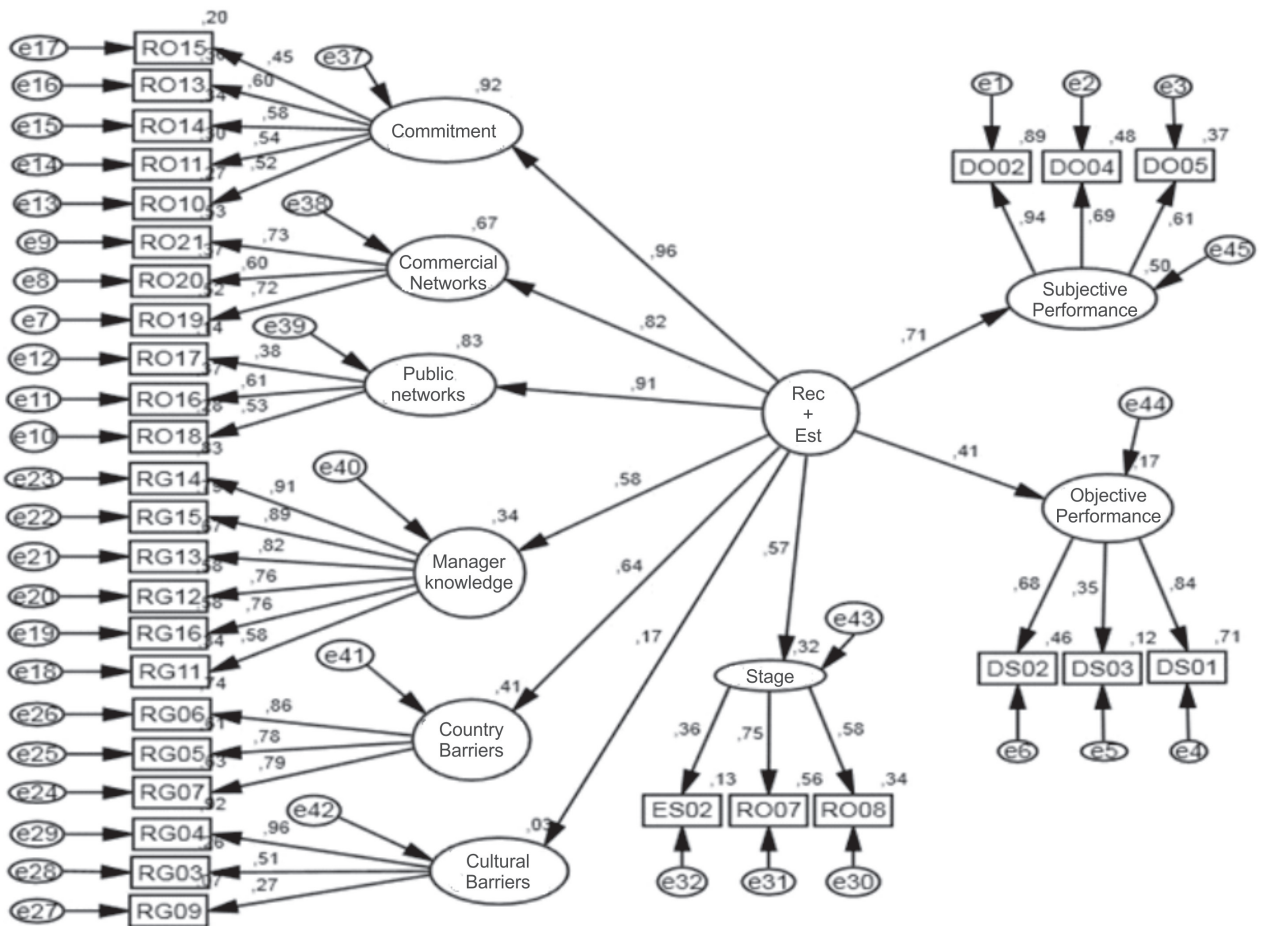 ,20
e17 RO15 ,45 e37
e16 RO13 ,60 ,92
e15 RO14 ,58 Commitment
e14 RO11 ,54
,52
e13 RO10
e9 RO21 ,73 e38 ,67
e8 RO20 ,60 Commercial
Networks
e7 RO19 ,72
e12 RO17 ,38 e39 ,83
e11 RO16 ,61 Public
networks
e10 RO18 ,53
e23 RG14 ,91 e40
e22 RG15 ,89 ,34
e21 RG13 ,82 Manager
knowledge
e20 RG12 ,76
e19 RG16 ,76
e18 RG11 ,58
e26 RG06 ,86 e41 ,41
e25 RG05 ,78 Country
Barriers
e24 RG07 ,79
e29 RG04 ,96 e42 ,03
e28 RG03 ,51 Cultural
Barriers
e27 RG09 ,27
,96
,82
,91
,58
,64
,17
,57
,71
,41
Rec
+
Est
e1 e2 e3
,89 ,48 ,37
DO02 DO04 DO05
,94 ,69 ,61
,50 e45
Subjective
Performance
e44
,17
Objective
Performance
,68 ,35 ,84
,46 ,12 ,71
DS02 DS03 DS01
e6 e5 e4
e43
,32
Stage
,36 ,75 ,58
,13 ,56 ,34
ES02 RO07 RO08
e32 e31 e30